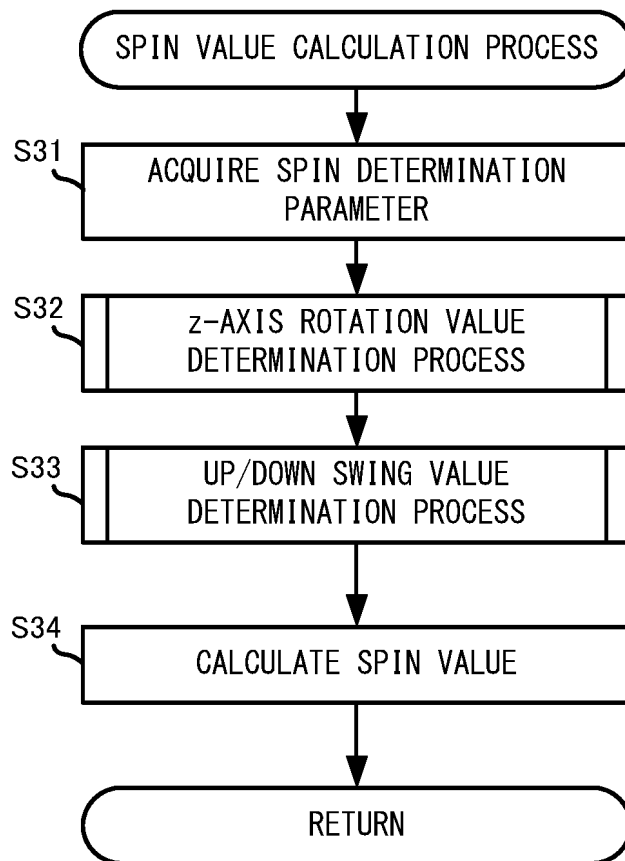 SPIN VALUE CALCULATION PROCESS
S31
ACQUIRE SPIN DETERMINATION
PARAMETER
S32
z-AXIS ROTATION VALUE
DETERMINATION PROCESS
S33
UP/DOWN SWING VALUE
DETERMINATION PROCESS
S34
CALCULATE SPIN VALUE
RETURN